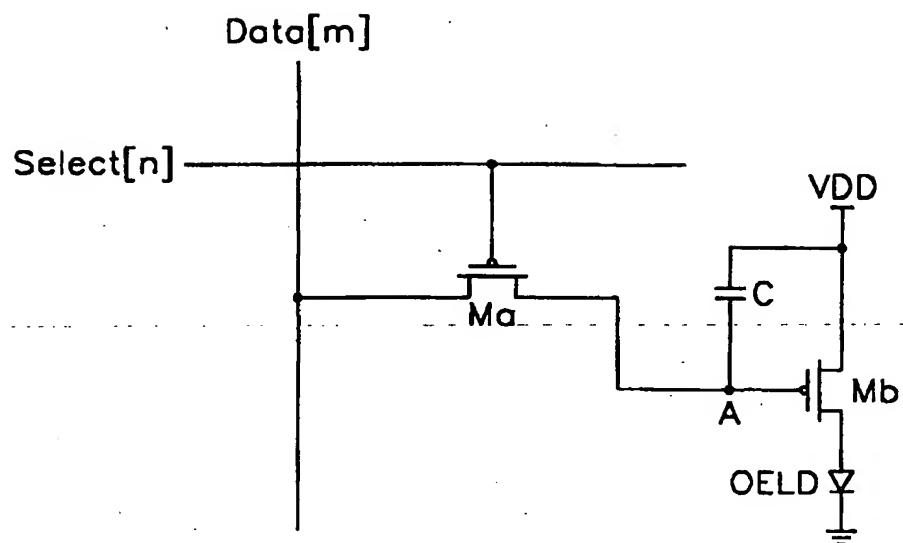 Data[m]
Select[n]
VDD
C
Ma
Mb
A
OELD